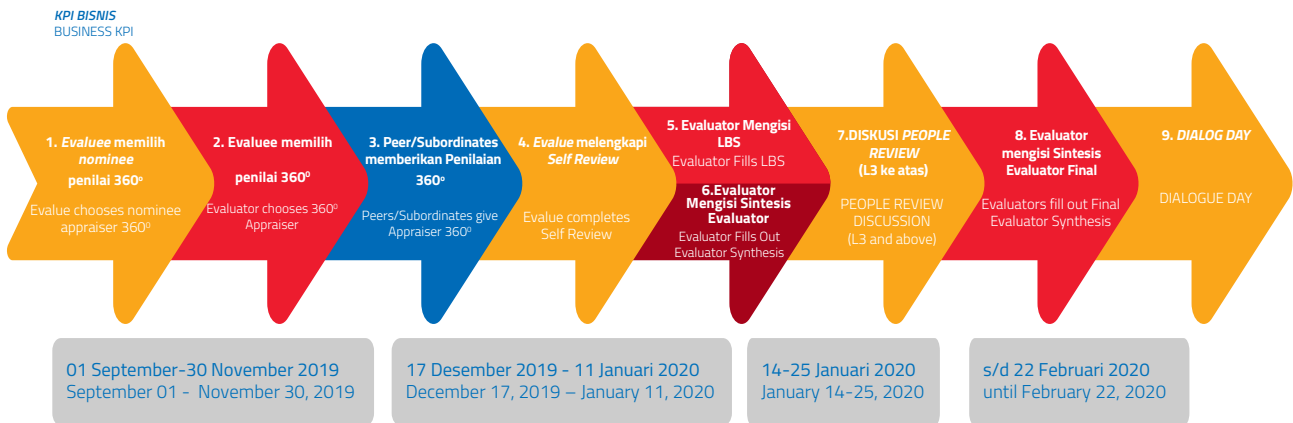 KPI BISNIS
BUSINESS KPI
1. Evaluee memilih
nominee
penilai 360º
Evalue chooses nominee
appraiser 360⁰
2. Evaluee memilih
penilai 360⁰
Evaluator chooses 360⁰
Appraiser
3. Peer/Subordinates
memberikan Penilaian
360º
Peers/Subordinates give
Appraiser 360⁰
4. Evalue melengkapi
Self Review
Evalue completes
Self Review
5. Evaluator Mengisi
LBS
Evaluator Fills LBS
6.Evaluator
Mengisi Sintesis
Evaluator
Evaluator Fills Out
Evaluator Synthesis
7.DISKUSI PEOPLE
REVIEW
(L3 ke atas)
PEOPLE REVIEW
DISCUSSION
(L3 and above)
8. Evaluator
mengisi Sintesis
Evaluator Final
Evaluators fill out Final
Evaluator Synthesis
9. DIALOG DAY
DIALOGUE DAY
01 September-30 November 2019
September 01 - November 30, 2019
17 Desember 2019 - 11 Januari 2020
December 17, 2019 – January 11, 2020
14-25 Januari 2020
January 14-25, 2020
s/d 22 Februari 2020
until February 22, 2020